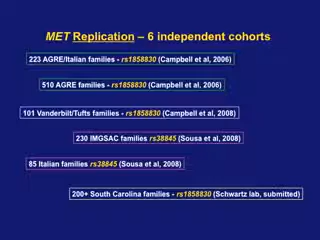 MET Replication – 6 independent cohorts
223 AGRE/Italian families - rs1858830 (Campbell et al, 2006)
510 AGRE families - rs1858830 (Campbell et al, 2006)
101 Vanderbilt/Tufts families - rs1858830 (Campbell et al, 2008)
230 IMGSAC families rs38845 (Sousa et al, 2008)
85 Italian families rs38845 (Sousa et al, 2008)
200+ South Carolina families - rs1858830 (Schwartz lab, submitted)